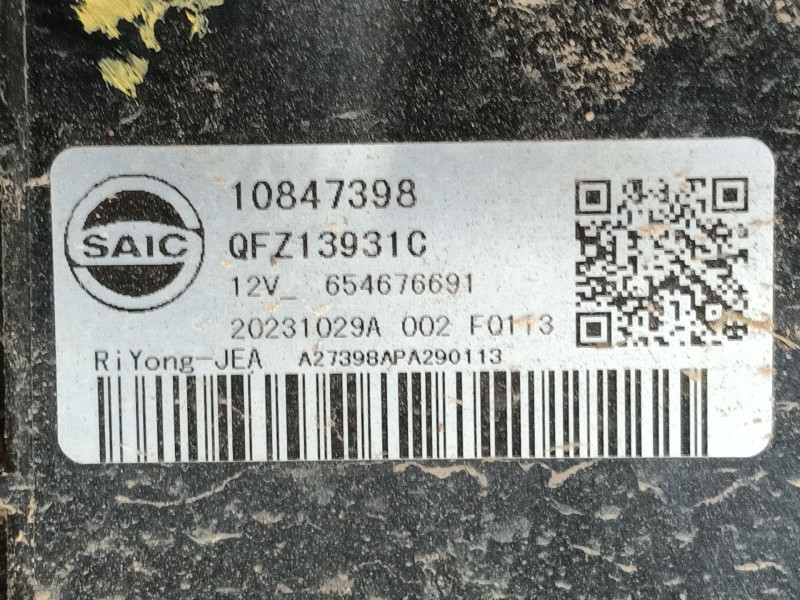 SAIC
10847398
QFZ13931C
12V_ 654676691
20231029A 002 F0113
RiYong-JEA A27398APA290113